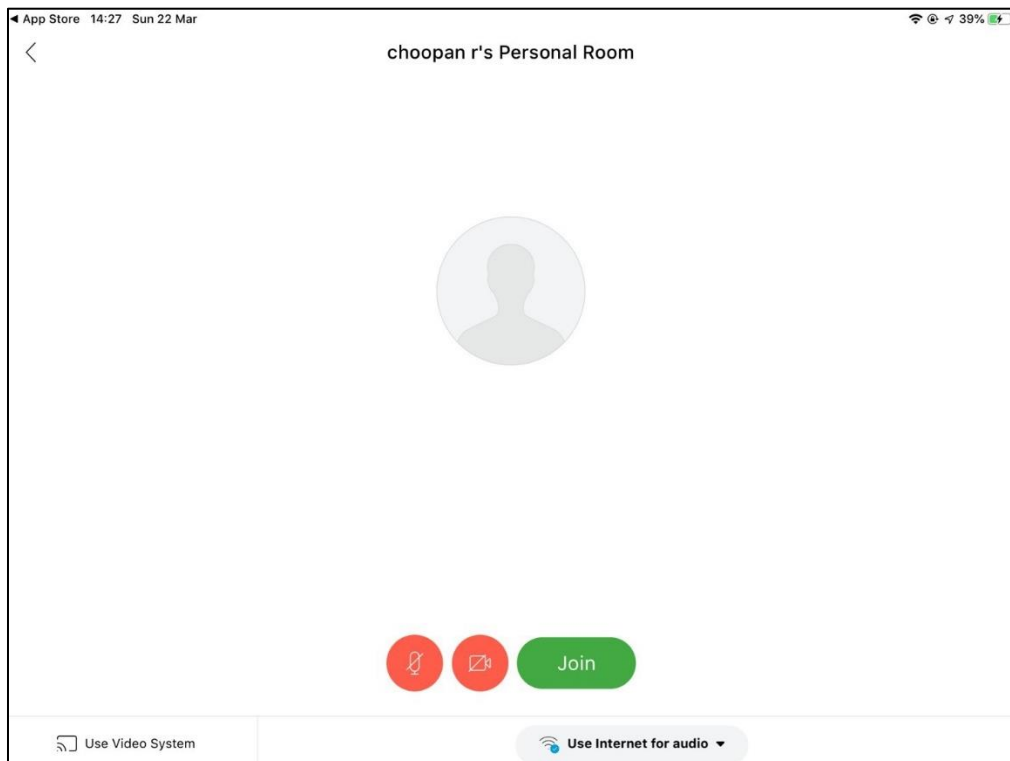 App Store 14:27 Sun 22 Mar 39%
choopan r's Personal Room
Join
Use Video System
Use Internet for audio